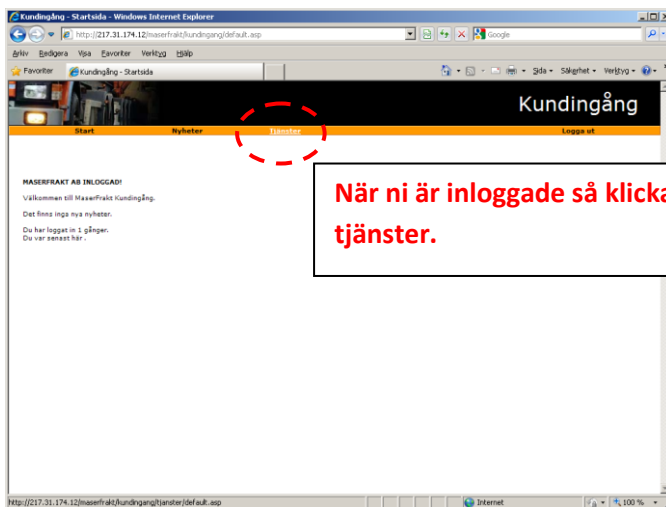 Kundingång - Startsida - Windows Internet Explorer
http://217.31.174.12/maserfrakt/kundingang/default.asp
Google
Arkiv Redigera Visa Favoriter Verktyg Hjälp
Favoriter Kundingång - Startsida Sida Säkerhet Verktyg
Kundingång
Start Nyheter Tjänster Logga ut
MASERFRAKT AB INLOGGAD!
Välkommen till MaserFrakt Kundingång.
Det finns inga nya nyheter.
Du har loggat in 1 gånger.
Du var senast här .
När ni är inloggade så klicka
tjänster.
http://217.31.174.12/maserfrakt/kundingang/tjanster/default.asp Internet 100 %